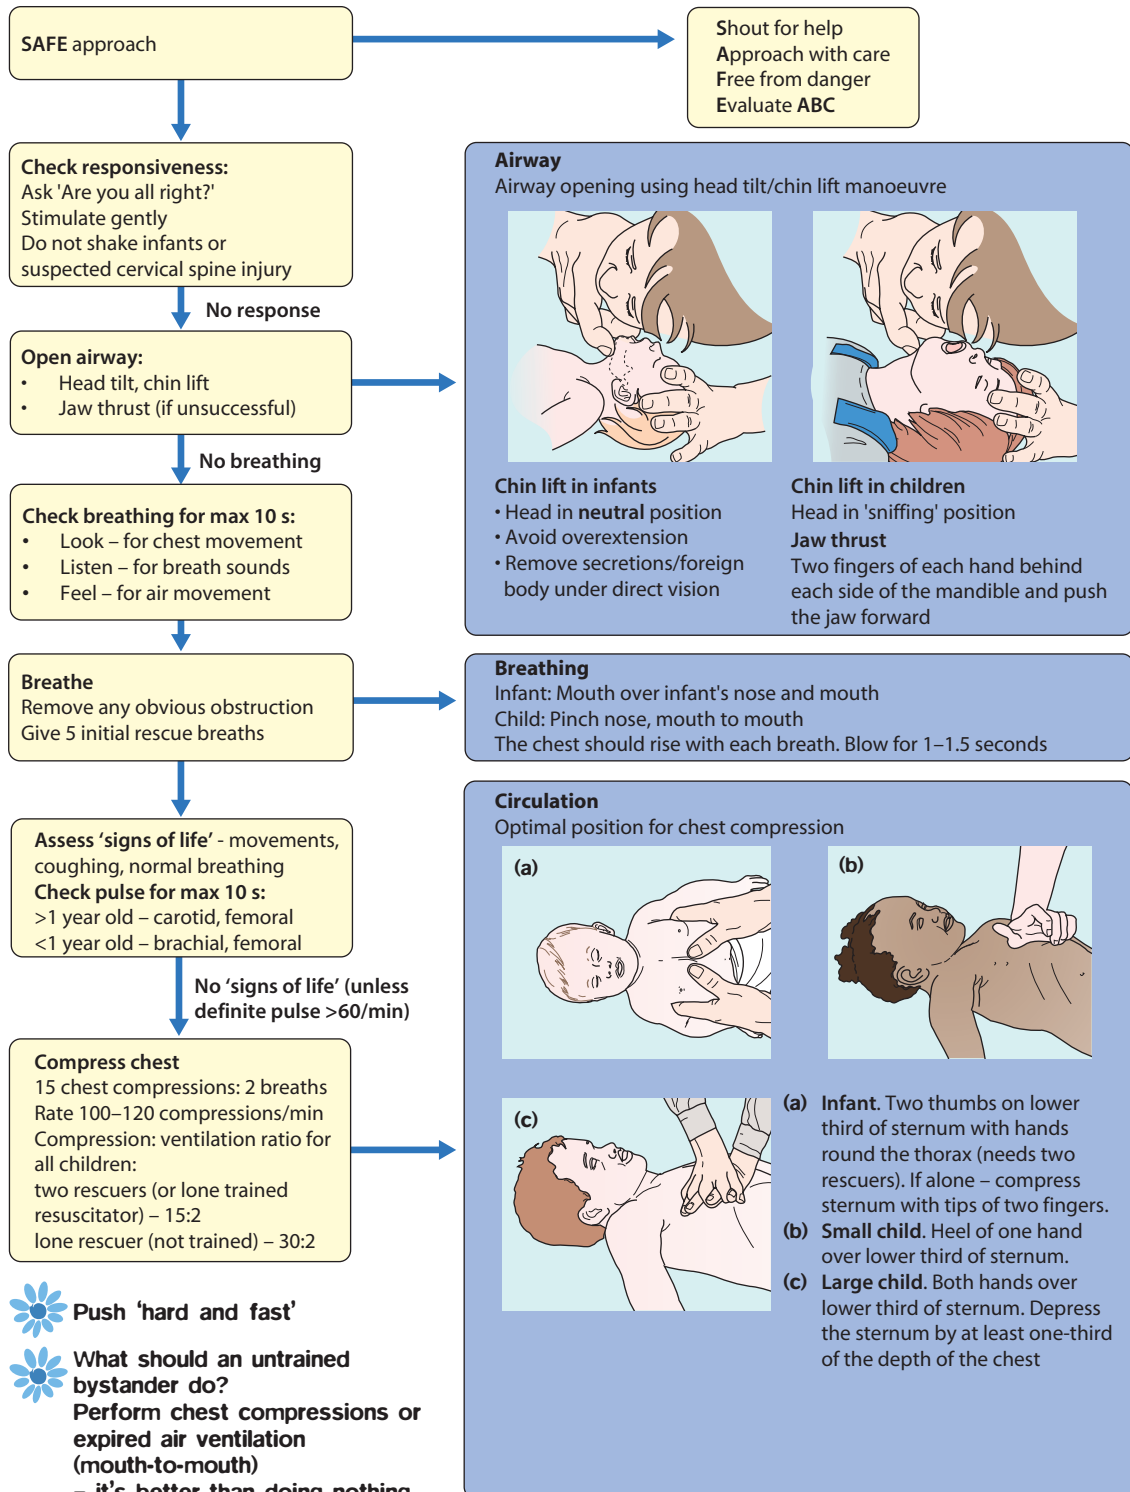 SAFE approach
Shout for help
Approach with care
Free from danger
Evaluate ABC
Check responsiveness:
Ask 'Are you all right?'
Stimulate gently
Do not shake infants or
suspected cervical spine injury
No response
Open airway:
• Head tilt, chin lift
• Jaw thrust (if unsuccessful)
No breathing
Check breathing for max 10 s:
• Look – for chest movement
• Listen – for breath sounds
• Feel – for air movement
Breathe
Remove any obvious obstruction
Give 5 initial rescue breaths
Assess ‘signs of life’ - movements,
coughing, normal breathing
Check pulse for max 10 s:
>1 year old – carotid, femoral
<1 year old – brachial, femoral
No ‘signs of life’ (unless
definite pulse >60/min)
Compress chest
15 chest compressions: 2 breaths
Rate 100–120 compressions/min
Compression: ventilation ratio for
all children:
two rescuers (or lone trained
resuscitator) – 15:2
lone rescuer (not trained) – 30:2
Push ‘hard and fast’
What should an untrained
bystander do?
Perform chest compressions or
expired air ventilation
(mouth-to-mouth)
– it’s better than doing nothing
Airway
Airway opening using head tilt/chin lift manoeuvre
Chin lift in infants
• Head in neutral position
• Avoid overextension
• Remove secretions/foreign
body under direct vision
Chin lift in children
Head in 'sniffing' position
Jaw thrust
Two fingers of each hand behind
each side of the mandible and push
the jaw forward
Breathing
Infant: Mouth over infant's nose and mouth
Child: Pinch nose, mouth to mouth
The chest should rise with each breath. Blow for 1–1.5 seconds
Circulation
Optimal position for chest compression
(a)
(b)
(c)
(a) Infant. Two thumbs on lower
third of sternum with hands
round the thorax (needs two
rescuers). If alone – compress
sternum with tips of two fingers.
(b) Small child. Heel of one hand
over lower third of sternum.
(c) Large child. Both hands over
lower third of sternum. Depress
the sternum by at least one-third
of the depth of the chest